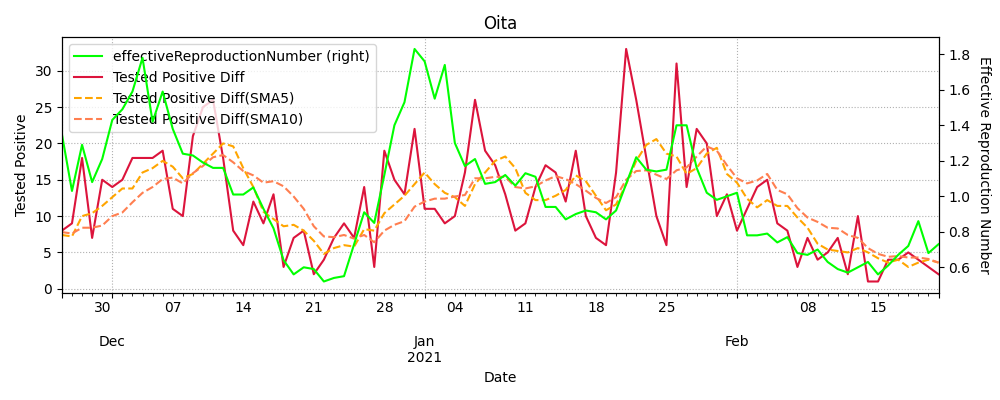 Oita
effectiveReproductionNumber (right)
Tested Positive Diff
Tested Positive Diff(SMA5)
Tested Positive Diff(SMA10)
Tested Positive
30
25
20
15
10
5
0
1.8
1.6
1.4
1.2
1.0
0.8
0.6
Effective Reproduction Number
30 07 14 21 28 04 11 18 25 08 15
Dec Jan Feb
2021
Date